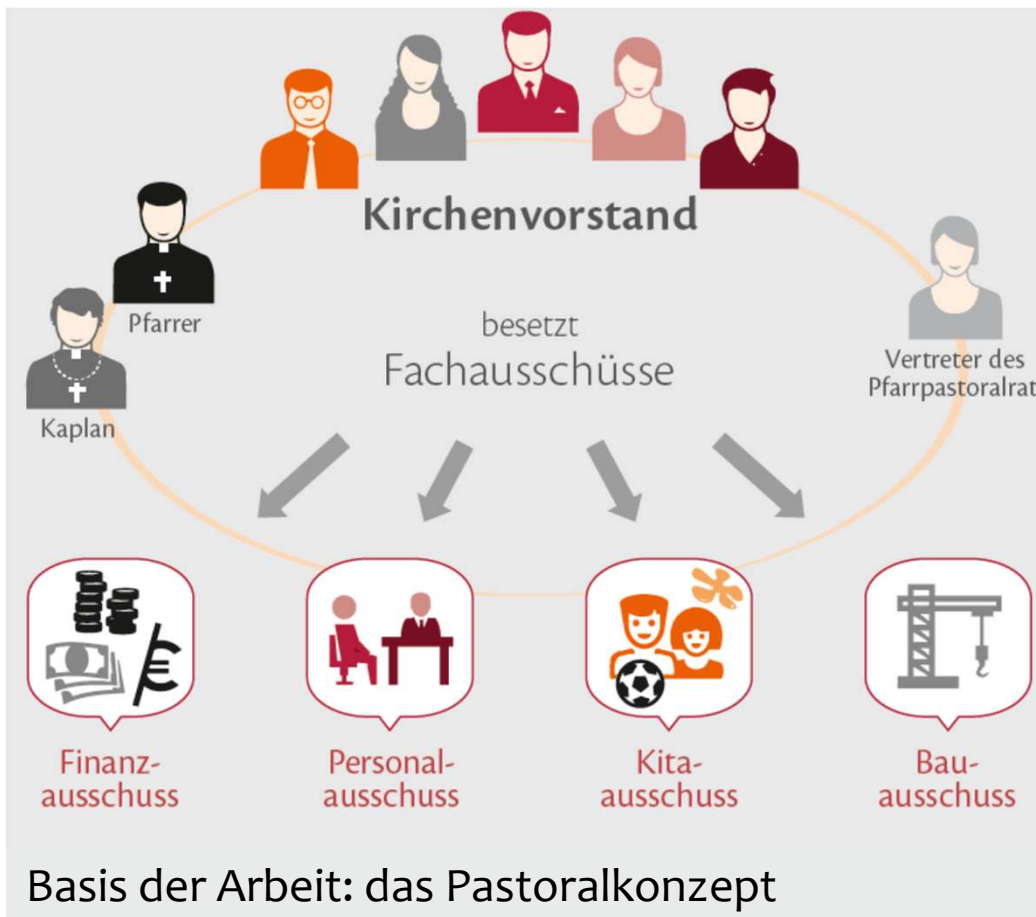 Kirchenvorstand
Pfarrer
besetzt
Fachausschüsse
Vertreter des
Pfarrpastoralrat
Kaplan
€
Finanz-
ausschuss
Personal-
ausschuss
Kita-
ausschuss
Bau-
ausschuss
Basis der Arbeit: das Pastoralkonzept